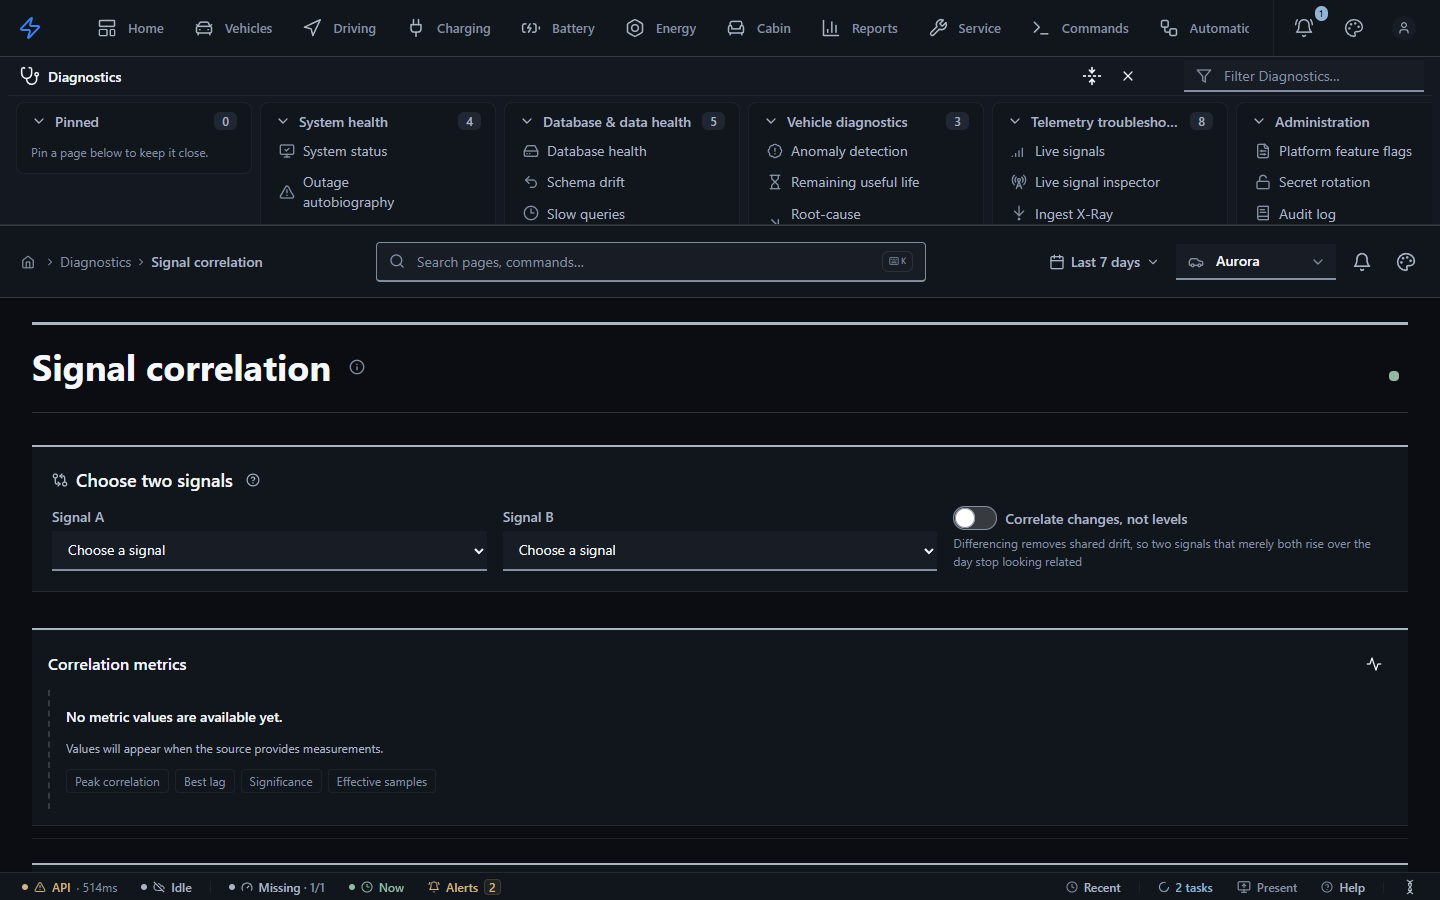 Home
Vehicles
Driving
Charging
Battery
Energy
Cabin
Reports
Service
Commands
Automatic
1
Diagnostics
Filter Diagnostics...
Pinned 0
Pin a page below to keep it close.
System health 4
System status
Outage
autobiography
Database & data health 5
Database health
Schema drift
Slow queries
Vehicle diagnostics 3
Anomaly detection
Remaining useful life
Root-cause
Telemetry troublesho... 8
Live signals
Live signal inspector
Ingest X-Ray
Administration
Platform feature flags
Secret rotation
Audit log
Diagnostics
Signal correlation
Search pages, commands...
K
Last 7 days
Aurora
Signal correlation
Choose two signals
Signal A
Choose a signal
Signal B
Choose a signal
Correlate changes, not levels
Differencing removes shared drift, so two signals that merely both rise over the
day stop looking related
Correlation metrics
No metric values are available yet.
Values will appear when the source provides measurements.
Peak correlation
Best lag
Significance
Effective samples
API · 514ms
Idle
Missing · 1/1
Now
Alerts 2
Recent
2 tasks
Present
Help